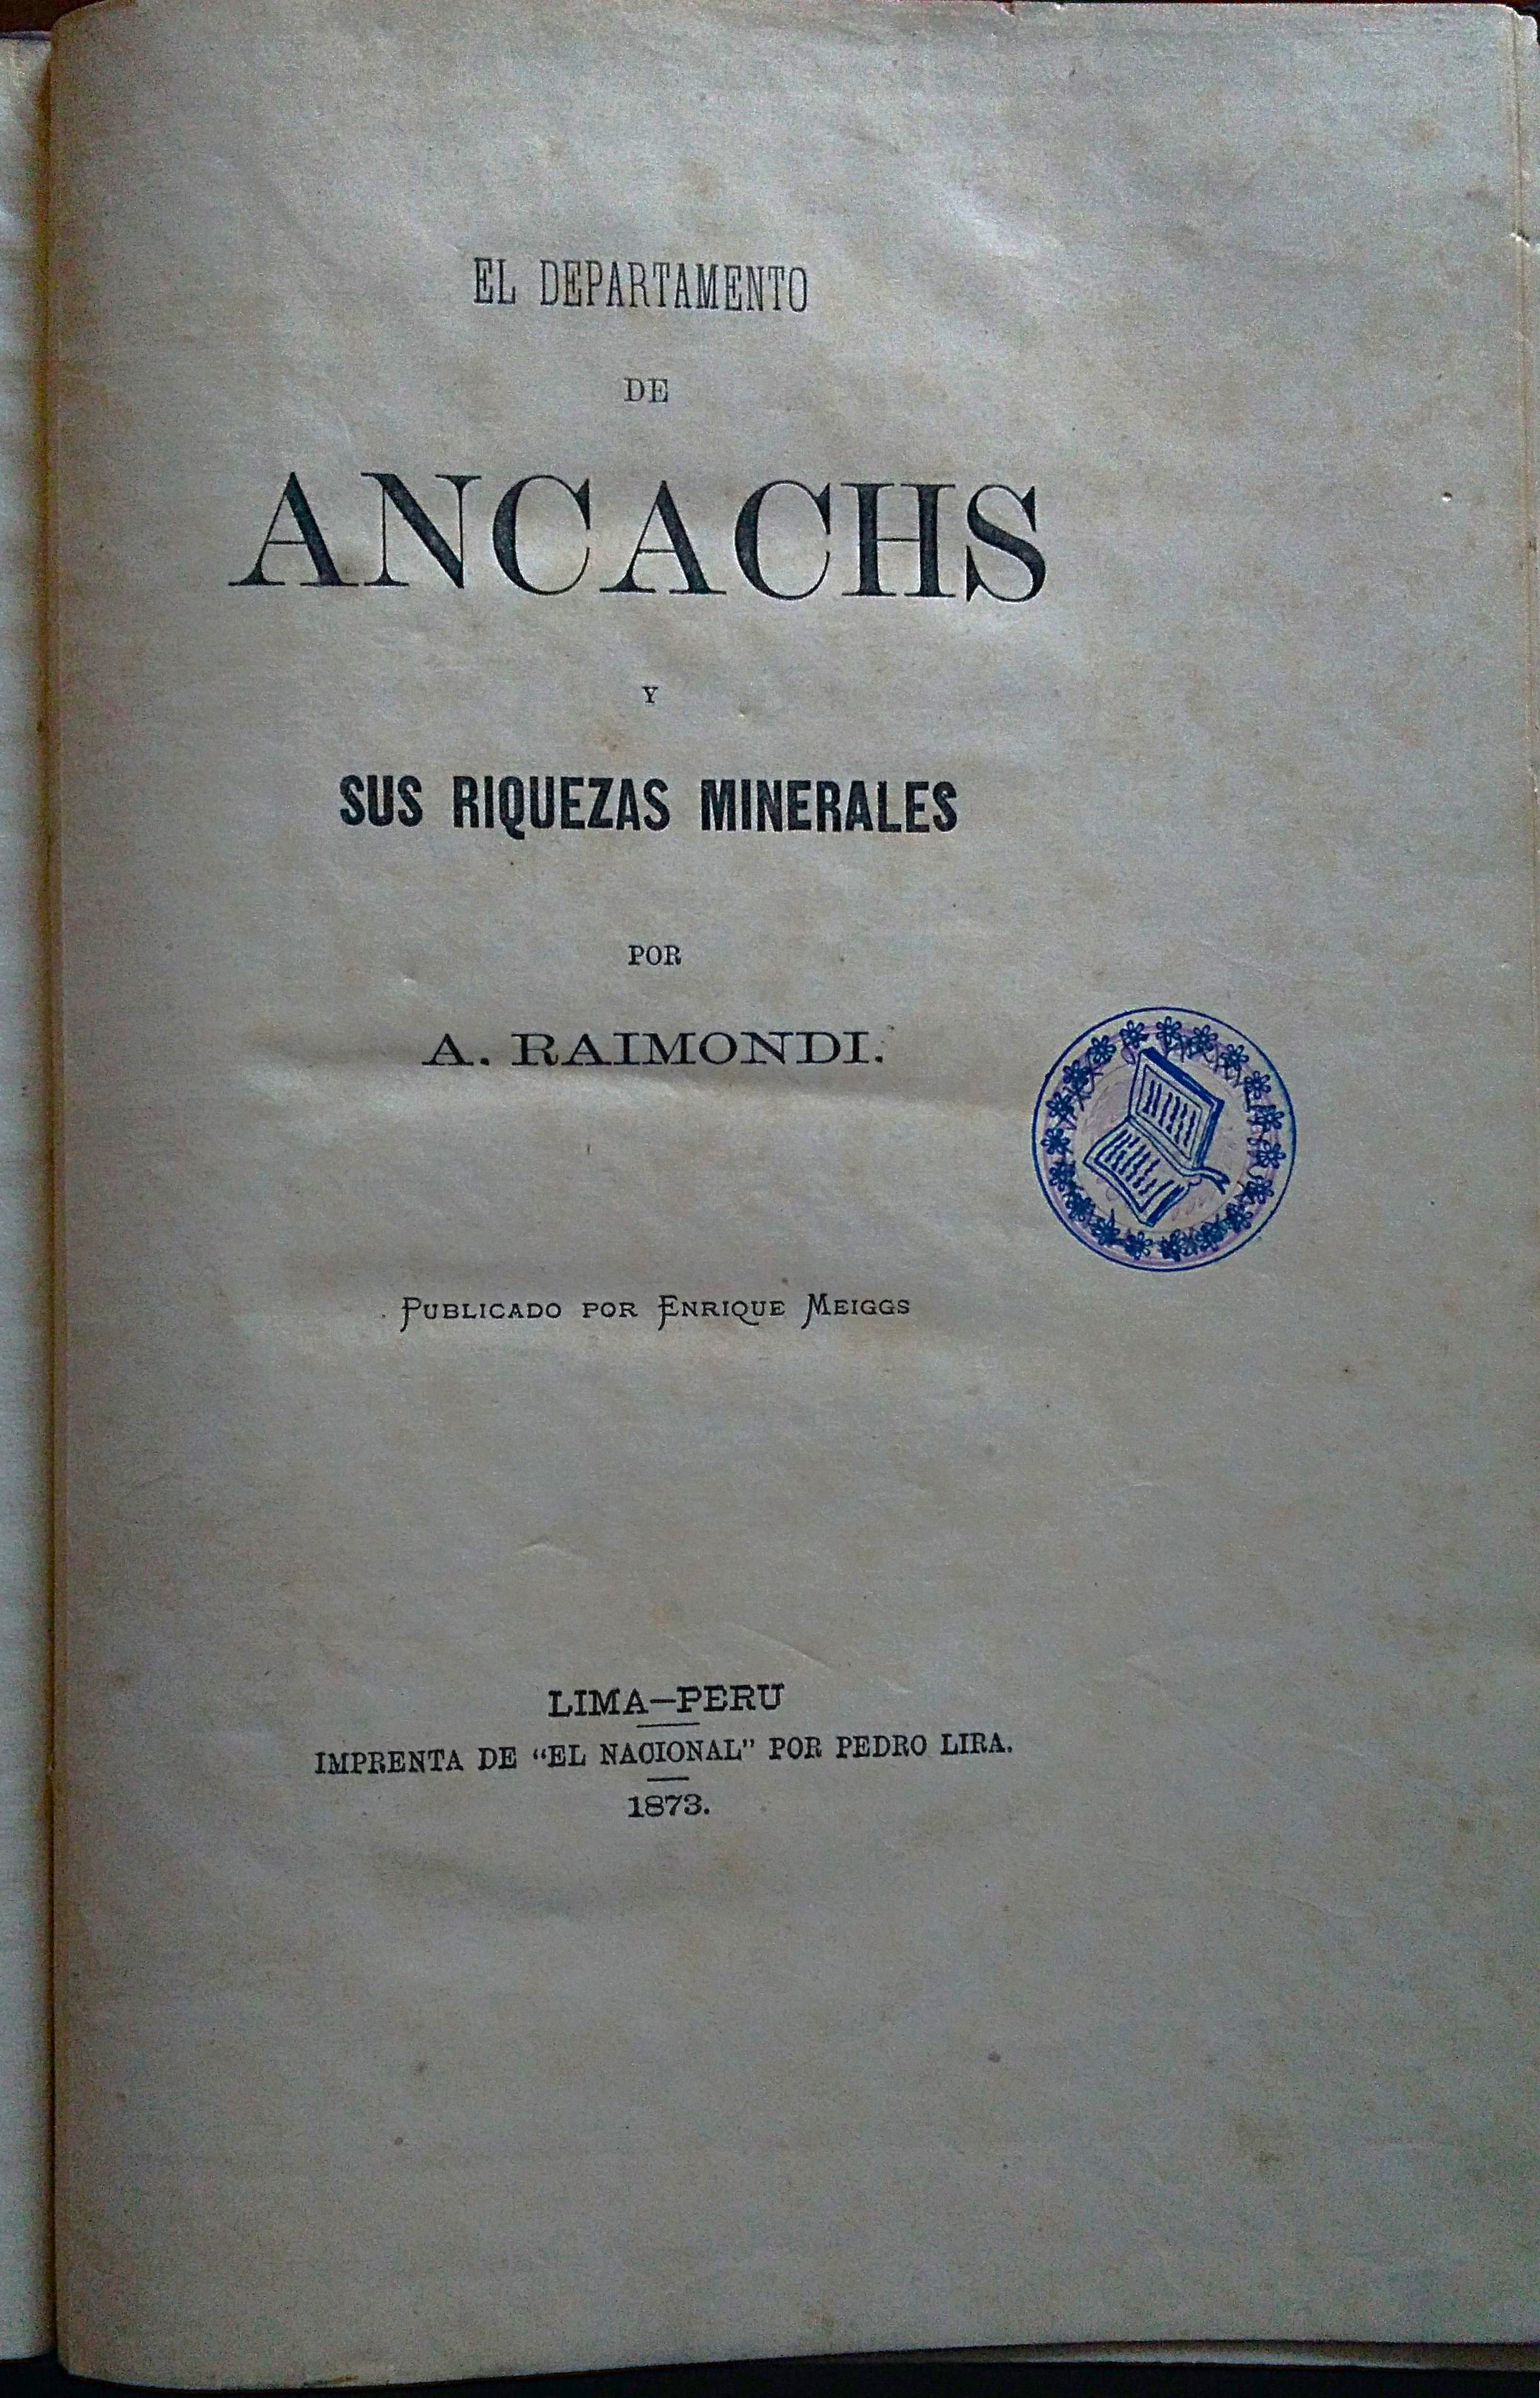 EL DEPARTAMENTO
DE
ANCACHS
Y
SUS RIQUEZAS MINERALES
POR
A. RAIMONDI.
PUBLICADO POR ENRIQUE MEIGGS
LIMA—PERU
IMPRENTA DE “EL NACIONAL” POR PEDRO LIRA.
1873.